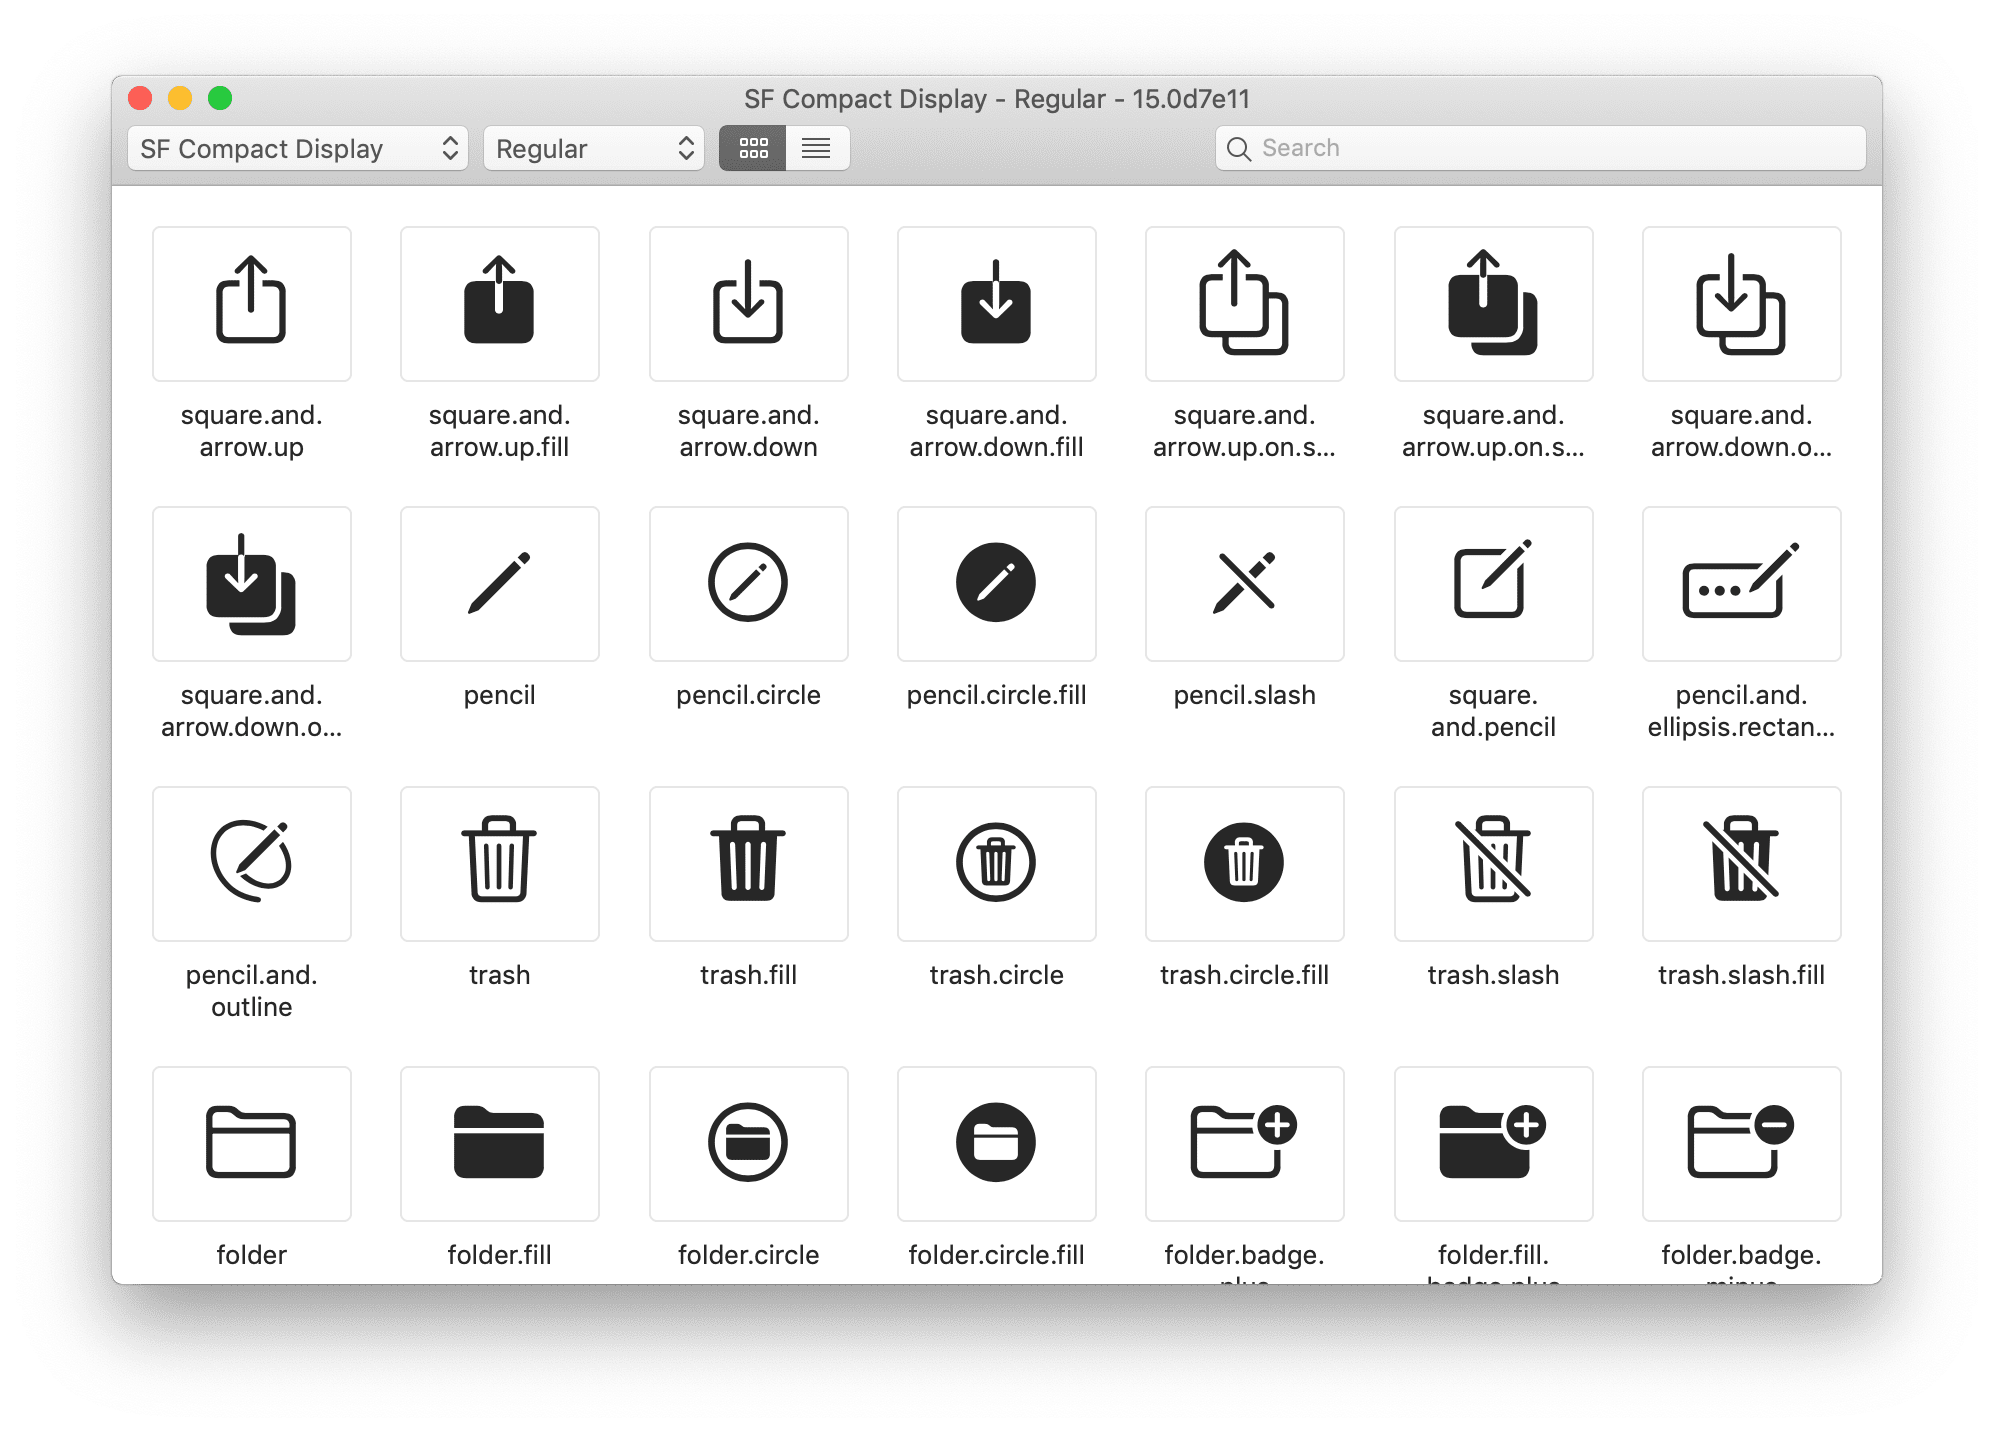 SF Compact Display - Regular - 15.0d7e11
SF Compact Display
Regular
Search
square.and.
arrow.up
square.and.
arrow.up.fill
square.and.
arrow.down
square.and.
arrow.down.fill
square.and.
arrow.up.on.s...
square.and.
arrow.up.on.s...
square.and.
arrow.down.o...
square.and.
arrow.down.o...
pencil
pencil.circle
pencil.circle.fill
pencil.slash
square.
and.pencil
pencil.and.
ellipsis.rectan...
pencil.and.
outline
trash
trash.fill
trash.circle
trash.circle.fill
trash.slash
trash.slash.fill
folder
folder.fill
folder.circle
folder.circle.fill
folder.badge.
plus
folder.fill.
badge.plus
folder.badge.
minus